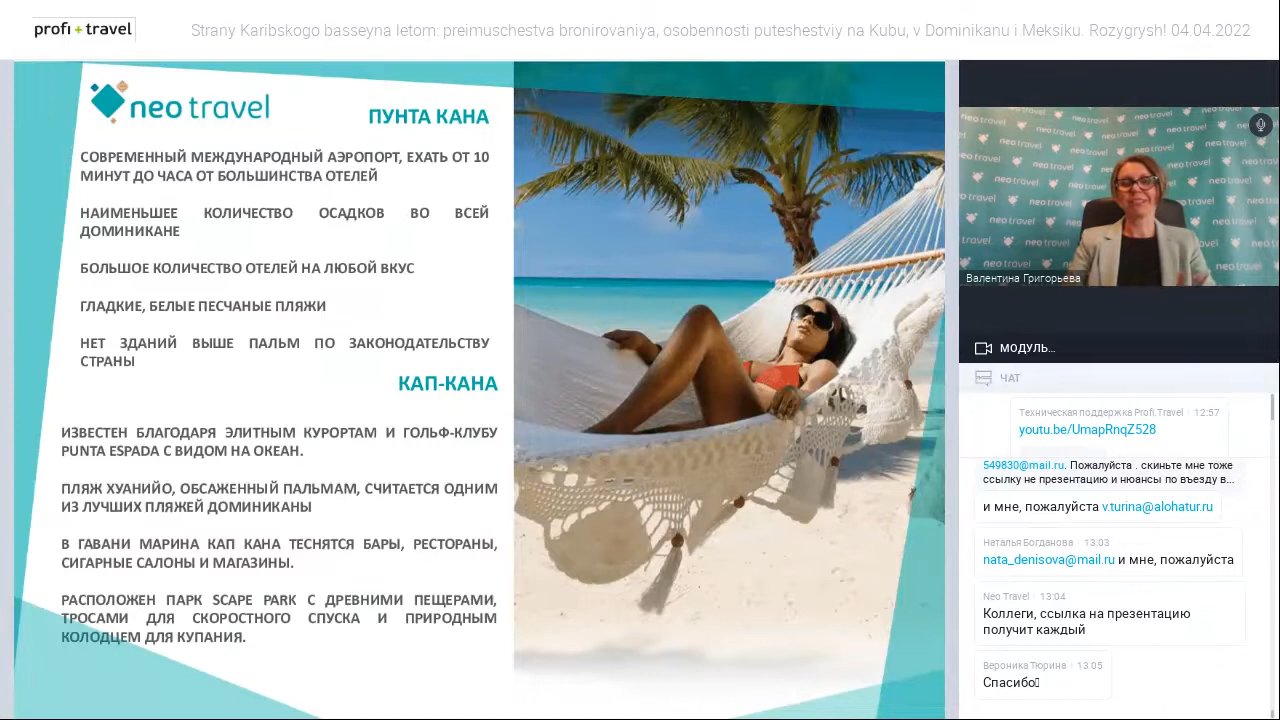 profi + travel
Strany Karibskogo basseyna letom: preimuschestva bronirovaniya, osobennosti puteshestviy na Kubu, v Dominikanu i Meksiku. Rozygrysh! 04.04.2022
neo travel
ПУНТА КАНА
СОВРЕМЕННЫЙ МЕЖДУНАРОДНЫЙ АЭРОПОРТ, ЕХАТЬ ОТ 10
МИНУТ ДО ЧАСА ОТ БОЛЬШИНСТВА ОТЕЛЕЙ
НАИМЕНЬШЕЕ КОЛИЧЕСТВО ОСАДКОВ ВО ВСЕЙ
ДОМИНИКАНЕ
БОЛЬШОЕ КОЛИЧЕСТВО ОТЕЛЕЙ НА ЛЮБОЙ ВКУС
ГЛАДКИЕ, БЕЛЫЕ ПЕСЧАНЫЕ ПЛЯЖИ
НЕТ ЗДАНИЙ ВЫШЕ ПАЛЬМ ПО ЗАКОНОДАТЕЛЬСТВУ
СТРАНЫ
КАП-КАНА
ИЗВЕСТЕН БЛАГОДАРЯ ЭЛИТНЫМ КУРОРТАМ И ГОЛЬФ-КЛУБУ
PUNTA ESPADA С ВИДОМ НА ОКЕАН.
ПЛЯЖ ХУАНИЙО, ОБСАЖЕННЫЙ ПАЛЬМАМ, СЧИТАЕТСЯ ОДНИМ
ИЗ ЛУЧШИХ ПЛЯЖЕЙ ДОМИНИКАНЫ
В ГАВАНИ МАРИНА КАП КАНА ТЕСНЯТСЯ БАРЫ, РЕСТОРАНЫ,
СИГАРНЫЕ САЛОНЫ И МАГАЗИНЫ.
РАСПОЛОЖЕН ПАРК SCAPE PARK С ДРЕВНИМИ ПЕЩЕРАМИ,
ТРОСАМИ ДЛЯ СКОРОСТНОГО СПУСКА И ПРИРОДНЫМ
КОЛОДЦЕМ ДЛЯ КУПАНИЯ.
Валентина Григорьева
МОДУЛЬ...
ЧАТ
Техническая поддержка Profi.Travel 12:57
youtu.be/UmapRnqZ528
549830@mail.ru. Пожалуйста . скиньте мне тоже
ссылку не презентацию и нюансы по въезду в...
и мне, пожалуйста v.turina@alohatur.ru
Наталья Богданова 13:03
nata_denisova@mail.ru и мне, пожалуйста
Neo Travel 13:04
Коллеги, ссылка на презентацию
получит каждый
Вероника Тюрина 13:05
Спасибо